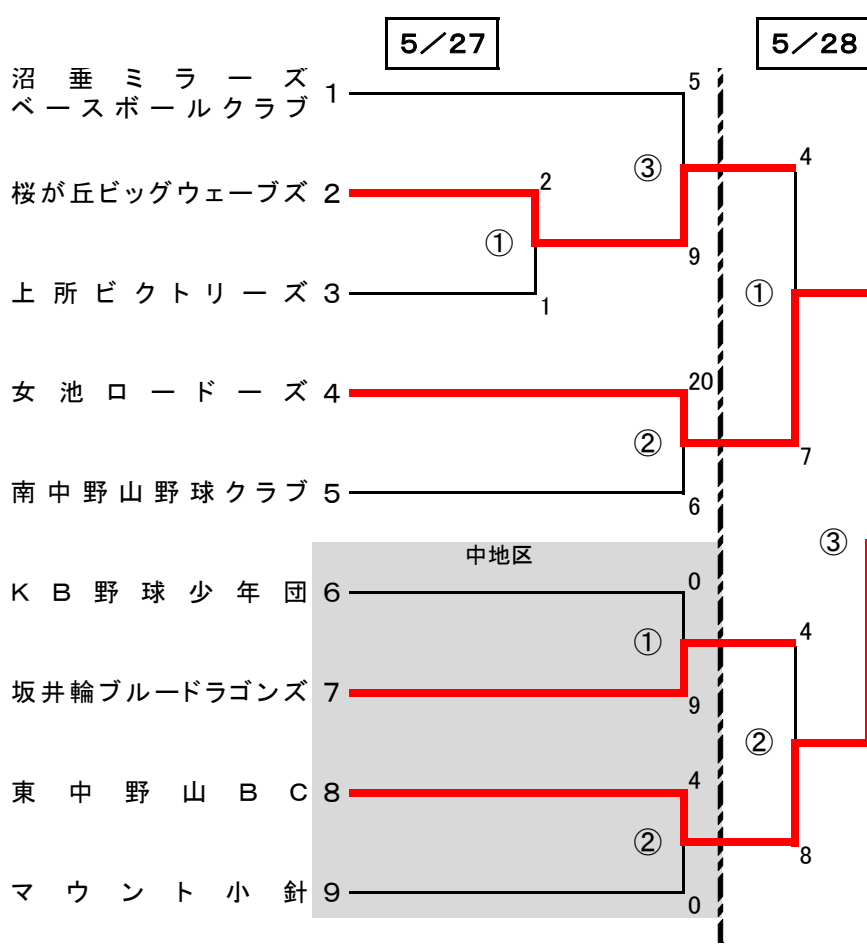 5／27
5／28
沼垂ミラーズ
ベースボールクラブ 1
5
4
③
桜が丘ビッグウェーブズ 2
2
①
9
上所ビクトリーズ 3
1
①
女池ロードーズ 4
20
②
7
南中野山野球クラブ 5
6
中地区
③
ＫＢ野球少年団 6
0
4
①
坂井輪ブルードラゴンズ 7
9
②
東中野山ＢＣ 8
4
②
8
マウント小針 9
0